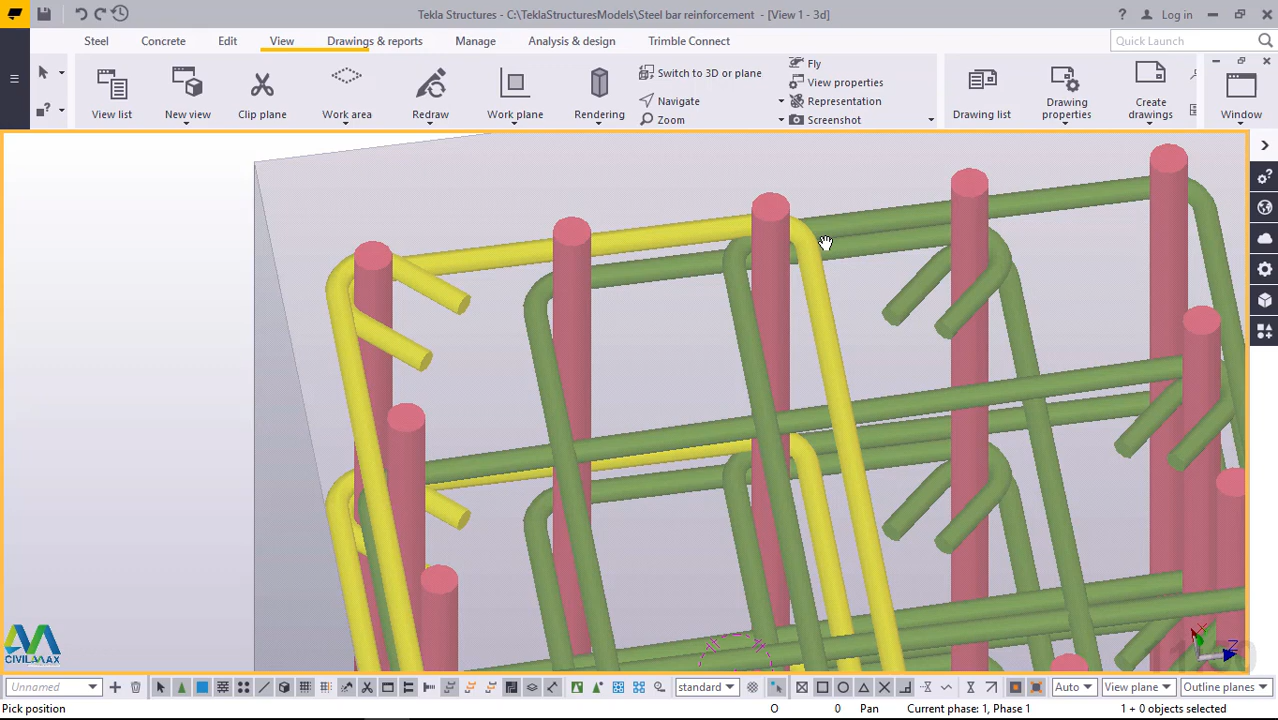 Tekla Structures - C:\TeklaStructuresModels\Steel bar reinforcement - [View 1 - 3d]
Log in
Steel Concrete Edit View Drawings & reports Manage Analysis & design Trimble Connect
Quick Launch
View list
New view
Clip plane
Work area
Redraw
Work plane
Rendering
Switch to 3D or plane
Navigate
Zoom
Fly
View properties
Representation
Screenshot
Drawing list
Drawing properties
Create drawings
Window
CIVILMAX
Z
Unnamed
standard
Auto
View plane
Outline planes
Pick position
O 0 Pan Current phase: 1, Phase 1 1 + 0 objects selected